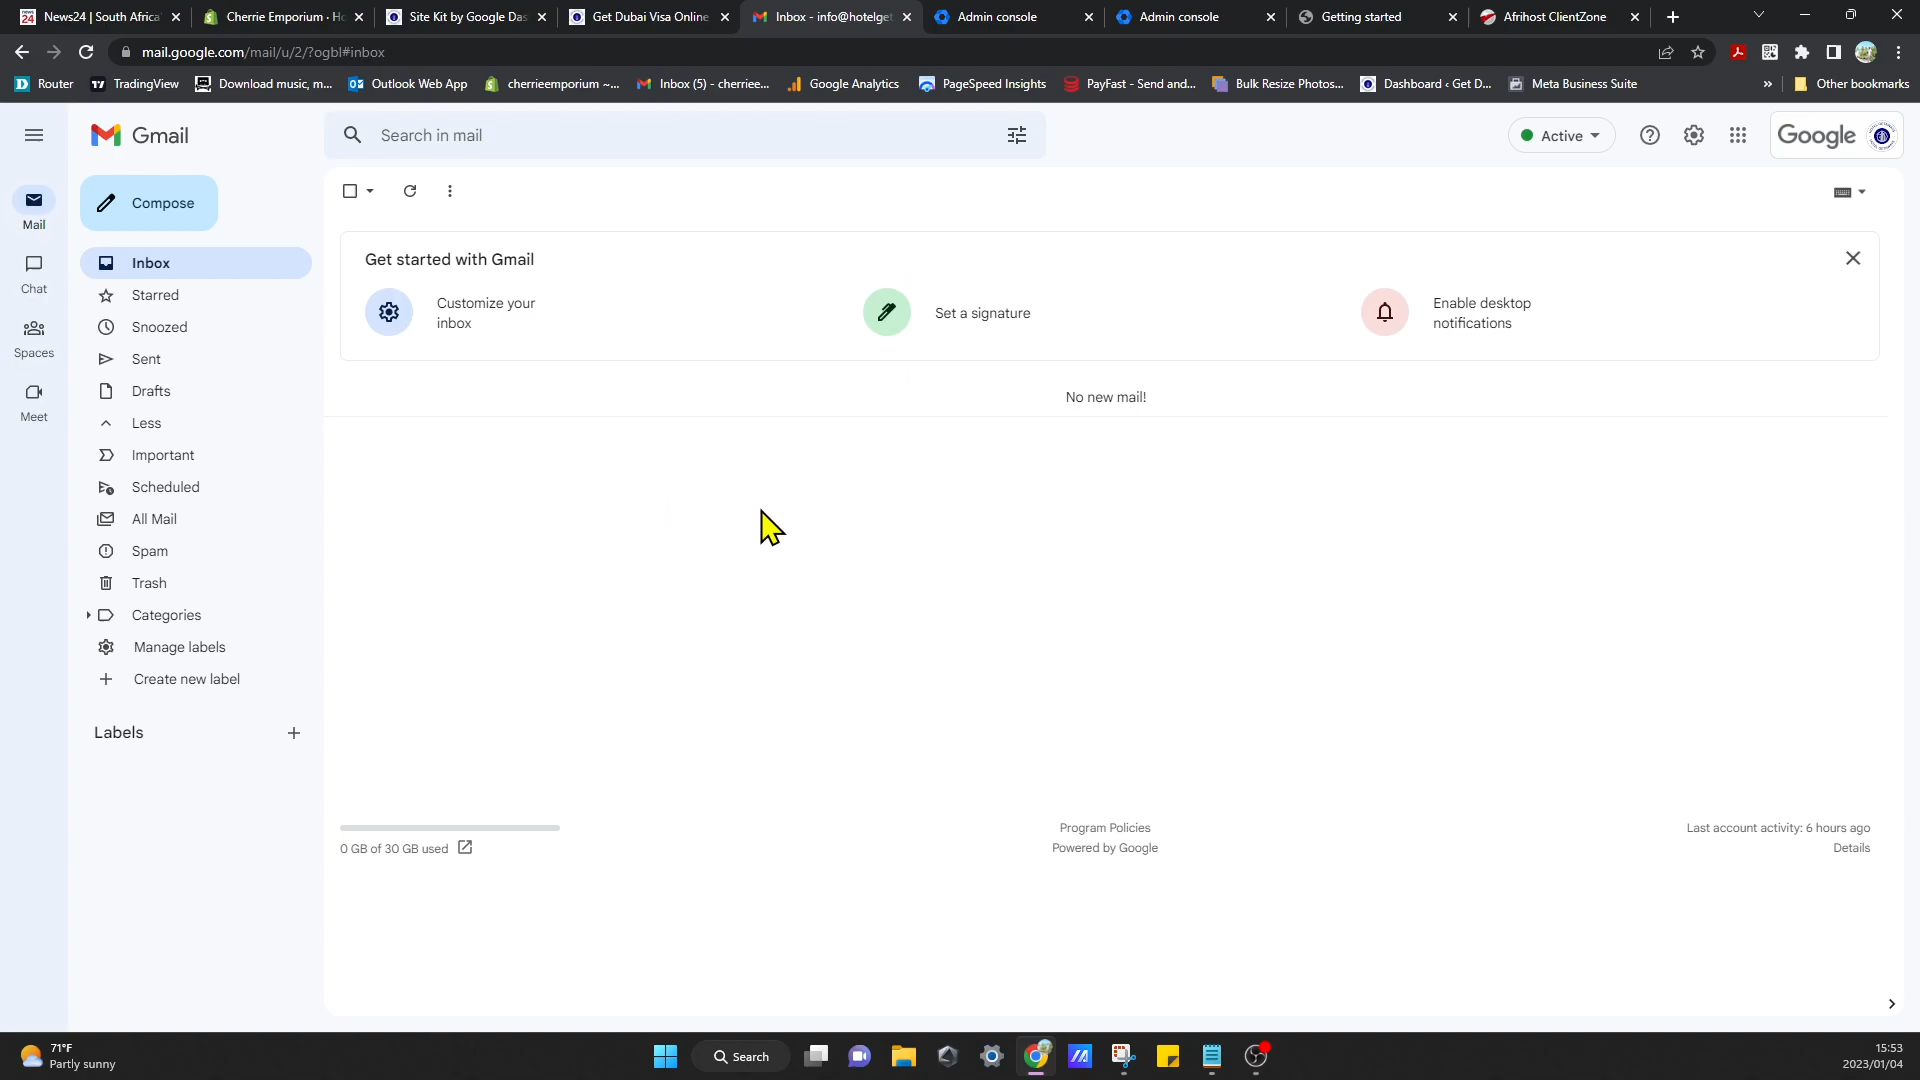 News24 | South Africa'
Cherrie Emporium · Ho
Site Kit by Google Das
Get Dubai Visa Online
Inbox - info@hotelget
Admin console
Admin console
Getting started
Afrihost ClientZone
mail.google.com/mail/u/2/?ogbl#inbox
Router
TradingView
Download music, m...
Outlook Web App
cherrieemporium ~...
Inbox (5) - cherriee...
Google Analytics
PageSpeed Insights
PayFast - Send and...
Bulk Resize Photos...
Dashboard ‹ Get D...
Meta Business Suite
»
Other bookmarks
Gmail
Search in mail
Active
Google
Compose
Mail
Chat
Spaces
Meet
Inbox
Starred
Snoozed
Sent
Drafts
Less
Important
Scheduled
All Mail
Spam
Trash
Categories
Manage labels
Create new label
Labels
Get started with Gmail
Customize your
inbox
Set a signature
Enable desktop
notifications
No new mail!
0 GB of 30 GB used
Program Policies
Powered by Google
Last account activity: 6 hours ago
Details
71°F
Partly sunny
Search
15:53
2023/01/04